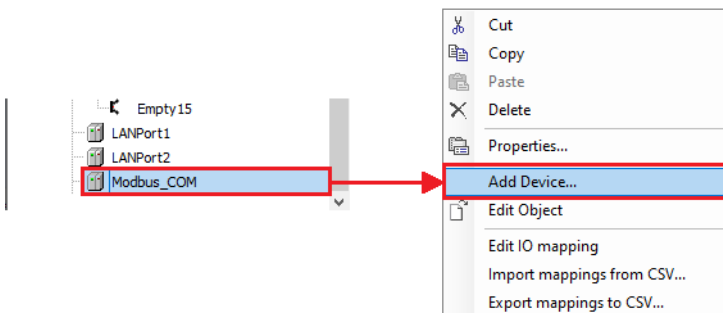 Empty15
LANPort1
LANPort2
Modbus_COM
Cut
Copy
Paste
Delete
Properties...
Add Device...
Edit Object
Edit IO mapping
Import mappings from CSV...
Export mappings to CSV...